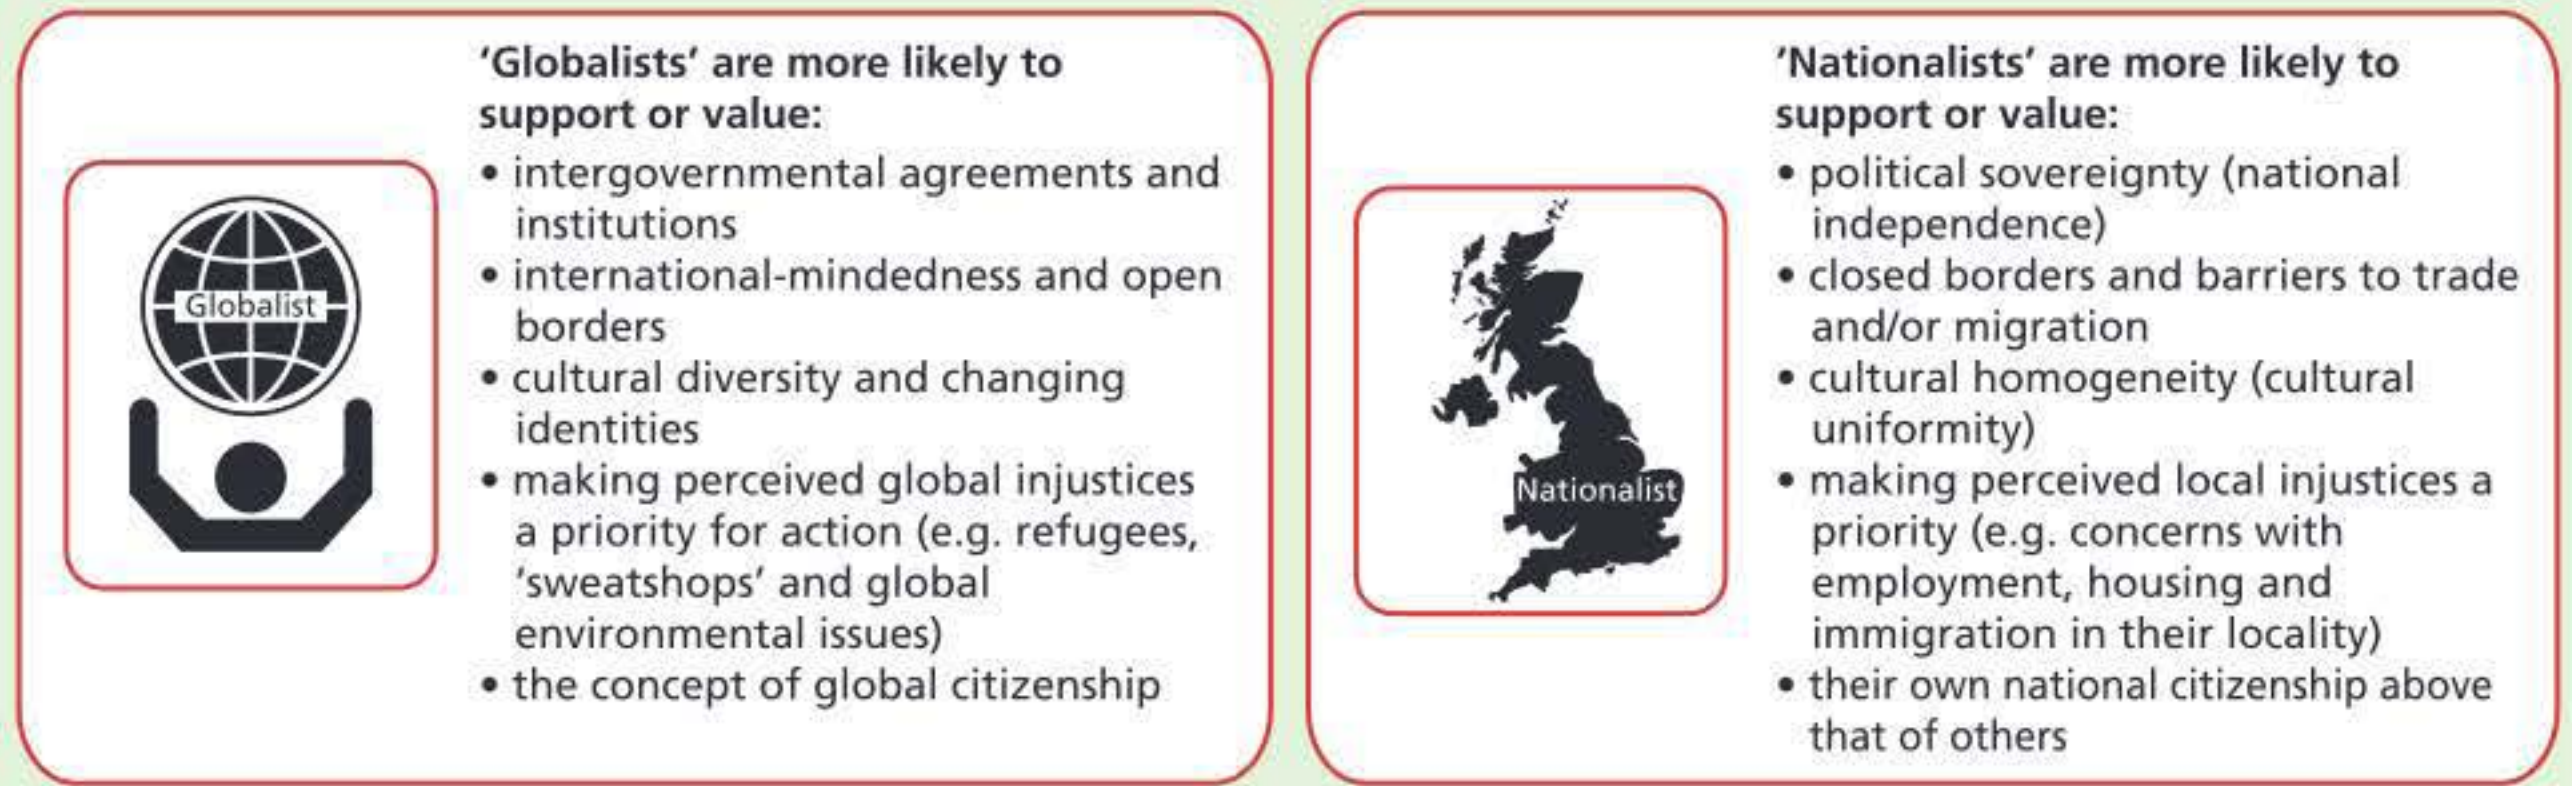 Globalist
'Globalists' are more likely to
support or value:
• intergovernmental agreements and
institutions
• international-mindedness and open
borders
• cultural diversity and changing
identities
• making perceived global injustices
a priority for action (e.g. refugees,
'sweatshops' and global
environmental issues)
• the concept of global citizenship
Nationalist
'Nationalists' are more likely to
support or value:
• political sovereignty (national
independence)
• closed borders and barriers to trade
and/or migration
• cultural homogeneity (cultural
uniformity)
• making perceived local injustices a
priority (e.g. concerns with
employment, housing and
immigration in their locality)
• their own national citizenship above
that of others